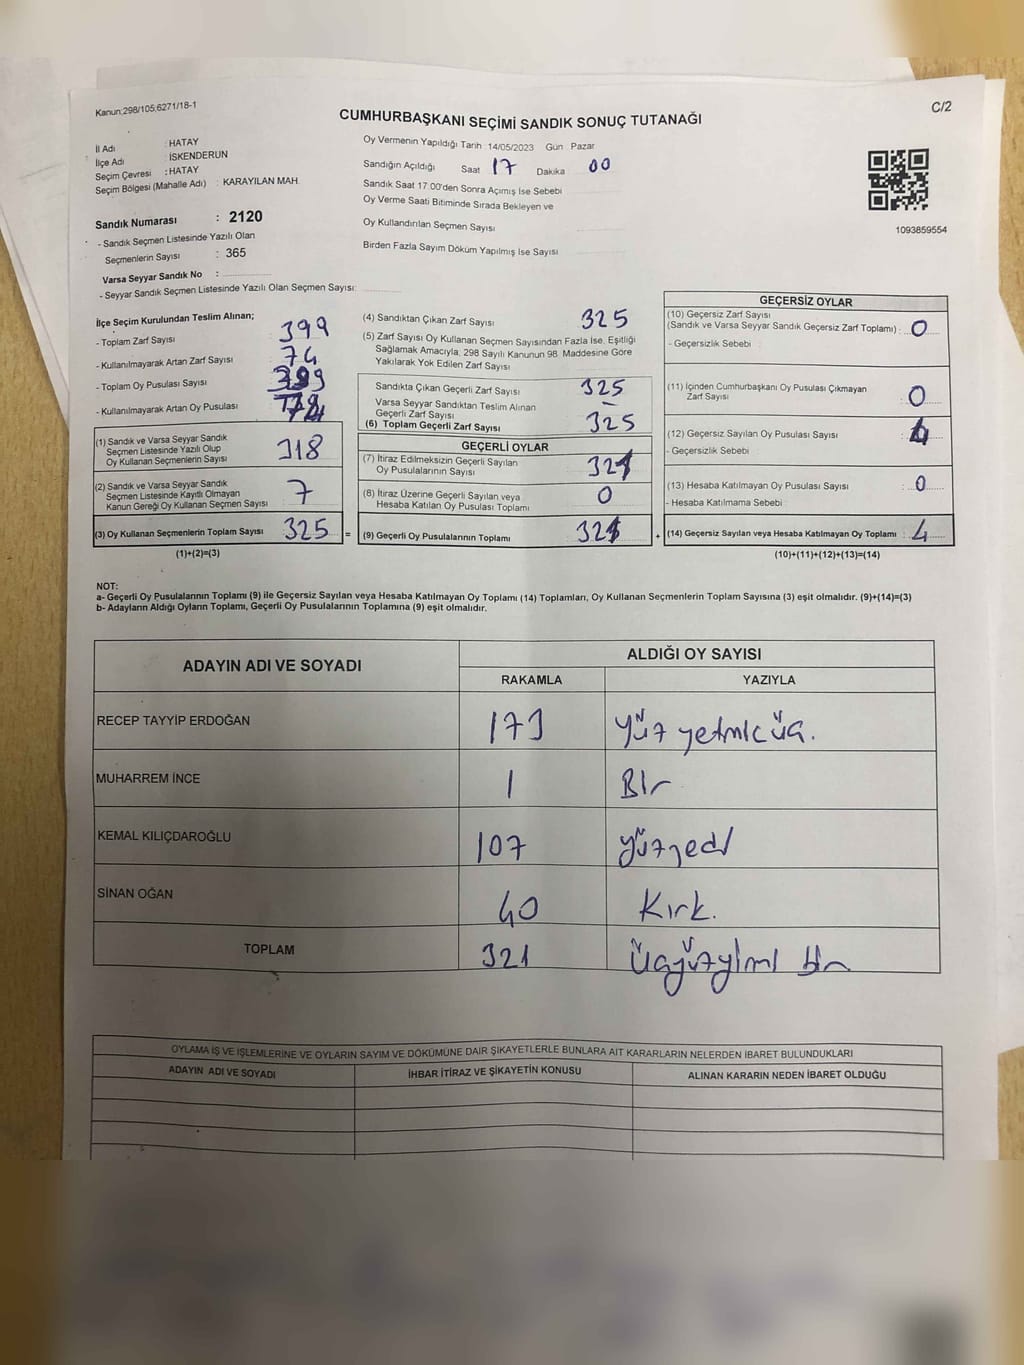 Kanun:298/105;6271/18-1
C/2
CUMHURBAŞKANI SEÇİMİ SANDIK SONUÇ TUTANAĞI
İl Adı : HATAY
İlçe Adı : İSKENDERUN
Seçim Çevresi : HATAY
Seçim Bölgesi (Mahalle Adı) : KARAYILAN MAH.
Oy Vermenin Yapıldığı Tarih : 14/05/2023 Gün : Pazar
Sandığın Açıldığı Saat 17 Dakika 00
Sandık Saat 17.00'den Sonra Açımış İse Sebebi
Oy Verme Saati Bitiminde Sırada Bekleyen ve
Oy Kullandırılan Seçmen Sayısı
Birden Fazla Sayım Döküm Yapılmış İse Sayısı
1093859554
Sandık Numarası : 2120
- Sandık Seçmen Listesinde Yazılı Olan
Seçmenlerin Sayısı : 365
Varsa Seyyar Sandık No :
- Seyyar Sandık Seçmen Listesinde Yazılı Olan Seçmen Sayısı:
İlçe Seçim Kurulundan Teslim Alınan;
- Toplam Zarf Sayısı 399
- Kullanılmayarak Artan Zarf Sayısı 74
- Toplam Oy Pusulası Sayısı 399
- Kullanılmayarak Artan Oy Pusulası 74
(1) Sandık ve Varsa Seyyar Sandık
Seçmen Listesinde Yazılı Olup
Oy Kullanan Seçmenlerin Sayısı 318
(2) Sandık ve Varsa Seyyar Sandık
Seçmen Listesinde Kayıtlı Olmayan
Kanun Gereği Oy Kullanan Seçmen Sayısı 7
(3) Oy Kullanan Seçmenlerin Toplam Sayısı 325 =
(1)+(2)=(3)
(4) Sandıktan Çıkan Zarf Sayısı 325
(5) Zarf Sayısı Oy Kullanan Seçmen Sayısından Fazla İse, Eşitliği
Sağlamak Amacıyla, 298 Sayılı Kanunun 98. Maddesine Göre
Yakılarak Yok Edilen Zarf Sayısı
Sandıkta Çıkan Geçerli Zarf Sayısı 325
Varsa Seyyar Sandıktan Teslim Alınan
Geçerli Zarf Sayısı –
(6) Toplam Geçerli Zarf Sayısı 325
GEÇERLİ OYLAR
(7) İtiraz Edilmeksizin Geçerli Sayılan
Oy Pusulalarının Sayısı 321
(8) İtiraz Üzerine Geçerli Sayılan veya
Hesaba Katılan Oy Pusulası Toplamı 0
(9) Geçerli Oy Pusulalarının Toplamı 321 +
GEÇERSİZ OYLAR
(10) Geçersiz Zarf Sayısı
(Sandık ve Varsa Seyyar Sandık Geçersiz Zarf Toplamı) : 0
- Geçersizlik Sebebi
(11) İçinden Cumhurbaşkanı Oy Pusulası Çıkmayan
Zarf Sayısı : 0
(12) Geçersiz Sayılan Oy Pusulası Sayısı : 4
- Geçersizlik Sebebi
(13) Hesaba Katılmayan Oy Pusulası Sayısı : 0
- Hesaba Katılmama Sebebi
(14) Geçersiz Sayılan veya Hesaba Katılmayan Oy Toplamı : 4
(10)+(11)+(12)+(13)=(14)
NOT:
a- Geçerli Oy Pusulalarının Toplamı (9) ile Geçersiz Sayılan veya Hesaba Katılmayan Oy Toplamı (14) Toplamları, Oy Kullanan Seçmenlerin Toplam Sayısına (3) eşit olmalıdır. (9)+(14)=(3)
b- Adayların Aldığı Oyların Toplamı, Geçerli Oy Pusulalarının Toplamına (9) eşit olmalıdır.
ADAYIN ADI VE SOYADI
ALDIĞI OY SAYISI
RAKAMLA YAZIYLA
RECEP TAYYİP ERDOĞAN 173 Yüz yetmiş üç.
MUHARREM İNCE 1 Bir
KEMAL KILIÇDAROĞLU 107 yüzyedi
SİNAN OĞAN 40 Kırk.
TOPLAM 321 üçyüzyirmi bir
OYLAMA İŞ VE İŞLEMLERİNE VE OYLARIN SAYIM VE DÖKÜMÜNE DAİR ŞİKAYETLERLE BUNLARA AİT KARARLARIN NELERDEN İBARET BULUNDUKLARI
ADAYIN ADI VE SOYADI İHBAR İTİRAZ VE ŞİKAYETİN KONUSU ALINAN KARARIN NEDEN İBARET OLDUĞU